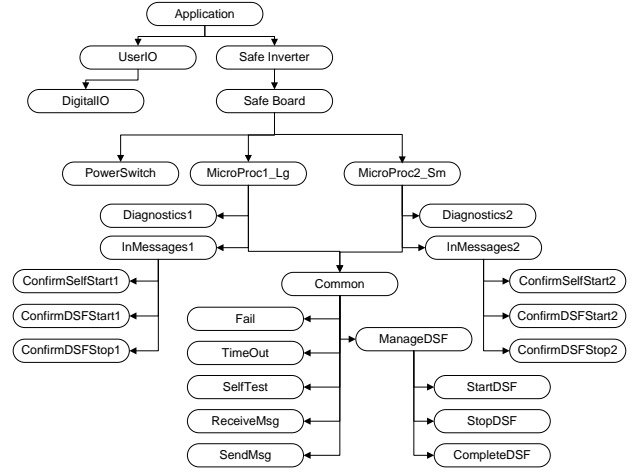 Application
UserIO
Safe Inverter
DigitalIO
Safe Board
PowerSwitch
MicroProc1_Lg
MicroProc2_Sm
Diagnostics1
Diagnostics2
InMessages1
InMessages2
ConfirmSelfStart1
Common
ConfirmSelfStart2
ConfirmDSFStart1
Fail
ConfirmDSFStart2
ConfirmDSFStop1
TimeOut
ManageDSF
ConfirmDSFStop2
SelfTest
StartDSF
ReceiveMsg
StopDSF
SendMsg
CompleteDSF